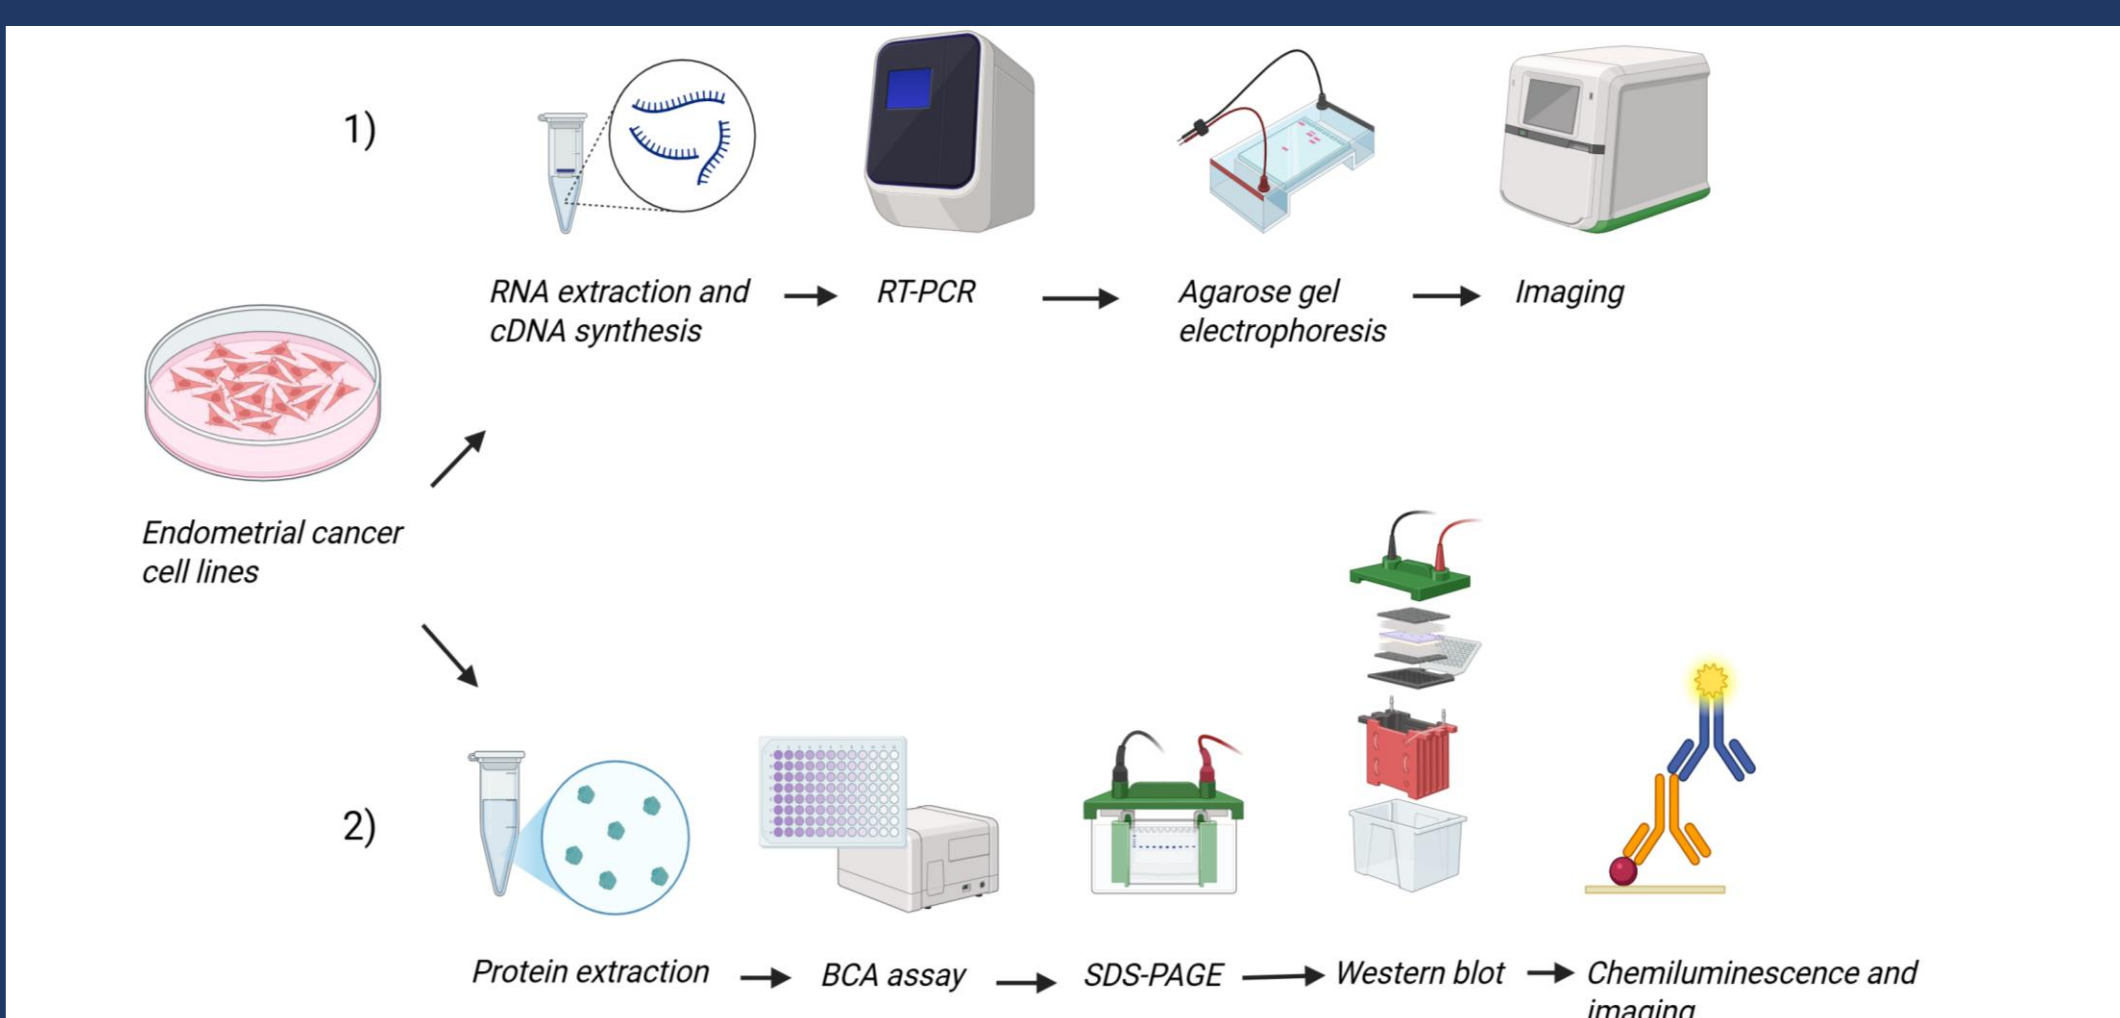 1)
RNA extraction and
cDNA synthesis
RT-PCR
Agarose gel
electrophoresis
Imaging
Endometrial cancer
cell lines
2)
Protein extraction
BCA assay
SDS-PAGE
Western blot
Chemiluminescence and
imaging